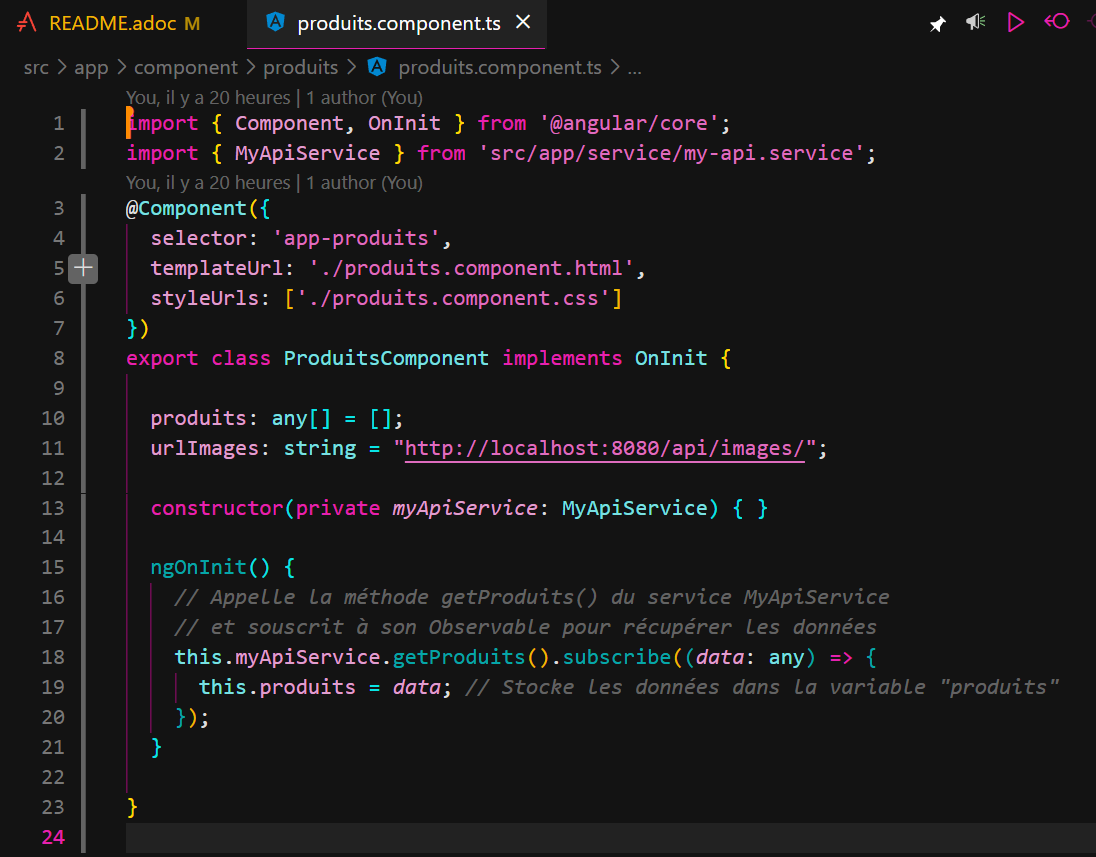 README.adoc M
produits.component.ts
src > app > component > produits > produits.component.ts > ...
You, il y a 20 heures | 1 author (You)
1 import { Component, OnInit } from '@angular/core';
2 import { MyApiService } from 'src/app/service/my-api.service';
You, il y a 20 heures | 1 author (You)
3 @Component({
4   selector: 'app-produits',
5   templateUrl: './produits.component.html',
6   styleUrls: ['./produits.component.css']
7 })
8 export class ProduitsComponent implements OnInit {
9
10   produits: any[] = [];
11   urlImages: string = "http://localhost:8080/api/images/";
12
13   constructor(private myApiService: MyApiService) { }
14
15   ngOnInit() {
16     // Appelle la méthode getProduits() du service MyApiService
17     // et souscrit à son Observable pour récupérer les données
18     this.myApiService.getProduits().subscribe((data: any) => {
19       this.produits = data; // Stocke les données dans la variable "produits"
20     });
21   }
22
23 }
24